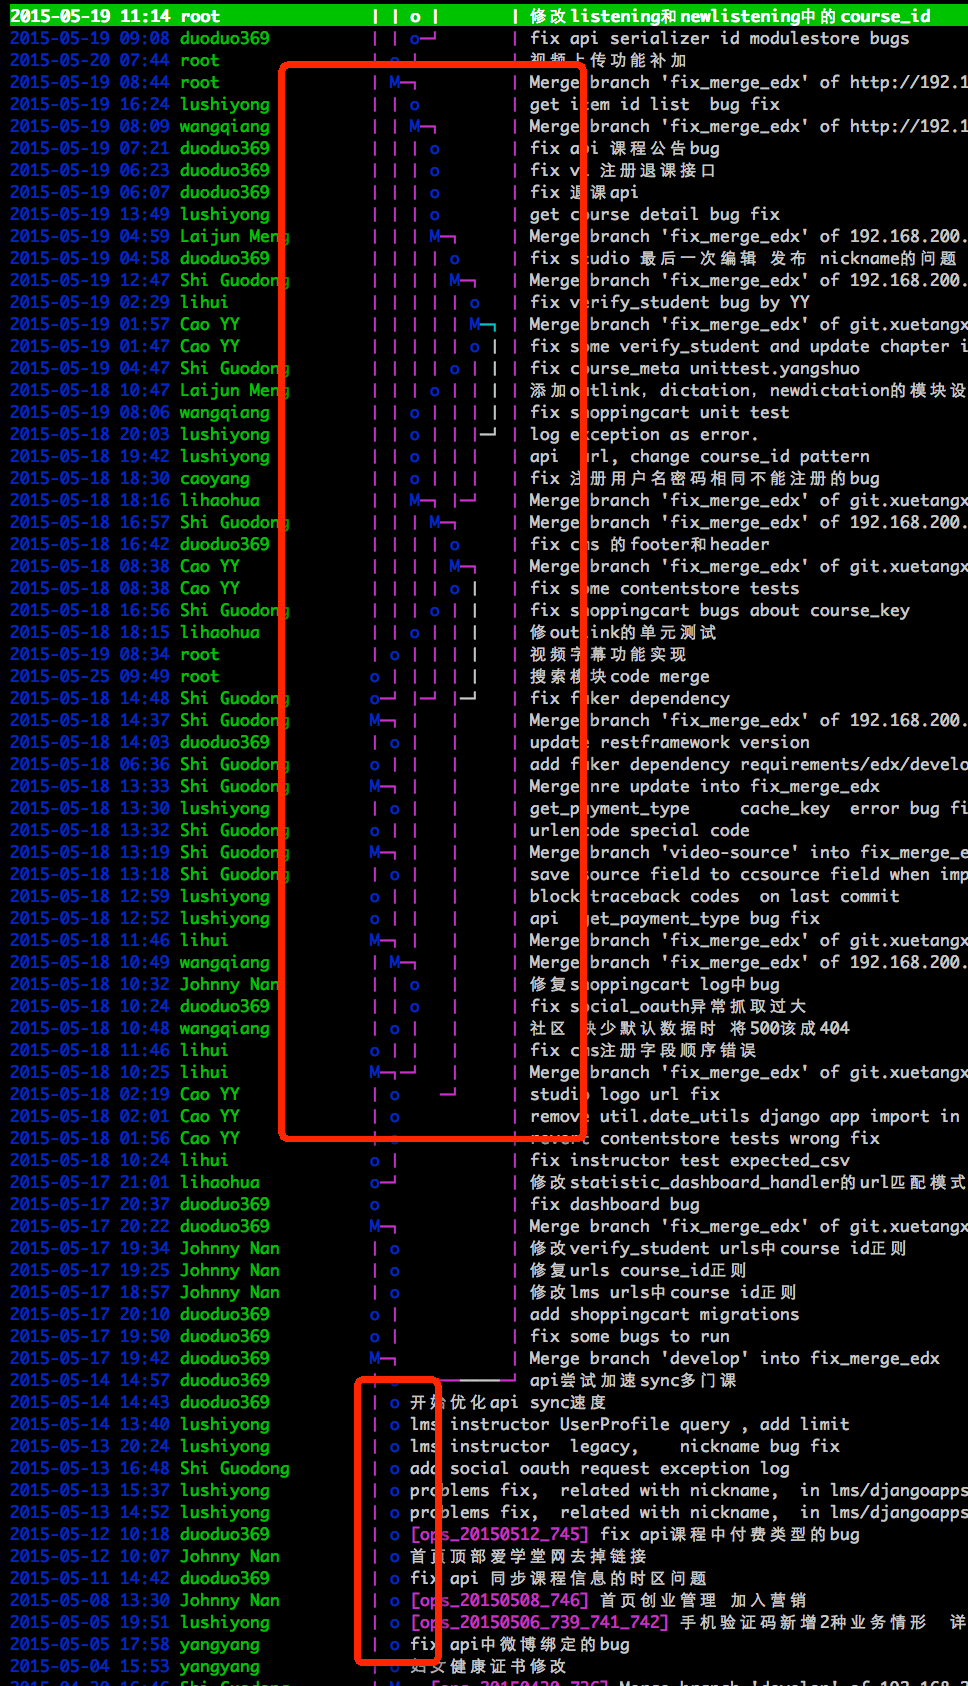 2015-05-19 11:14 root 修改listening和newlistening中的course_id
2015-05-19 09:08 duoduo369 fix api serializer id modulestore bugs
2015-05-20 07:44 root 视频上传功能补加
2015-05-19 08:44 root Merge branch 'fix_merge_edx' of http://192.1
2015-05-19 16:24 lushiyong get item id list bug fix
2015-05-19 08:09 wangqiang Merge branch 'fix_merge_edx' of http://192.1
2015-05-19 07:21 duoduo369 fix api 课程公告bug
2015-05-19 06:23 duoduo369 fix v1 注册退课接口
2015-05-19 06:07 duoduo369 fix 退课api
2015-05-19 13:49 lushiyong get course detail bug fix
2015-05-19 04:59 Laijun Meng Merge branch 'fix_merge_edx' of 192.168.200.
2015-05-19 04:58 duoduo369 fix studio 最后一次编辑 发布 nickname的问题
2015-05-19 12:47 Shi Guodong Merge branch 'fix_merge_edx' of 192.168.200.
2015-05-19 02:29 lihui fix verify_student bug by YY
2015-05-19 01:57 Cao YY Merge branch 'fix_merge_edx' of git.xuetangx
2015-05-19 01:47 Cao YY fix some verify_student and update chapter i
2015-05-19 04:47 Shi Guodong fix course_meta unittest.yangshuo
2015-05-18 10:47 Laijun Meng 添加outlink, dictation, newdictation的模块设
2015-05-19 08:06 wangqiang fix shoppingcart unit test
2015-05-18 20:03 lushiyong log exception as error.
2015-05-18 19:42 lushiyong api url, change course_id pattern
2015-05-18 18:30 caoyang fix 注册用户名密码相同不能注册的bug
2015-05-18 18:16 lihaohua Merge branch 'fix_merge_edx' of git.xuetangx
2015-05-18 16:57 Shi Guodong Merge branch 'fix_merge_edx' of 192.168.200.
2015-05-18 16:42 duoduo369 fix cms 的footer和header
2015-05-18 08:38 Cao YY Merge branch 'fix_merge_edx' of git.xuetangx
2015-05-18 08:38 Cao YY fix some contentstore tests
2015-05-18 16:56 Shi Guodong fix shoppingcart bugs about course_key
2015-05-18 18:15 lihaohua 修outlink的单元测试
2015-05-19 08:34 root 视频字幕功能实现
2015-05-25 09:49 root 搜索模块code merge
2015-05-18 14:48 Shi Guodong fix faker dependency
2015-05-18 14:37 Shi Guodong Merge branch 'fix_merge_edx' of 192.168.200.
2015-05-18 14:03 duoduo369 update restframework version
2015-05-18 06:36 Shi Guodong add faker dependency requirements/edx/develo
2015-05-18 13:33 Shi Guodong Merge nre update into fix_merge_edx
2015-05-18 13:30 lushiyong get_payment_type cache_key error bug fi
2015-05-18 13:32 Shi Guodong urlencode special code
2015-05-18 13:19 Shi Guodong Merge branch 'video-source' into fix_merge_e
2015-05-18 13:18 Shi Guodong save source field to ccsource field when imp
2015-05-18 12:59 lushiyong block traceback codes on last commit
2015-05-18 12:52 lushiyong api get_payment_type bug fix
2015-05-18 11:46 lihui Merge branch 'fix_merge_edx' of git.xuetangx
2015-05-18 10:49 wangqiang Merge branch 'fix_merge_edx' of 192.168.200.
2015-05-18 10:32 Johnny Nan 修复shoppingcart log中bug
2015-05-18 10:24 duoduo369 fix social_oauth异常抓取过大
2015-05-18 10:48 wangqiang 社区 缺少默认数据时 将500该成404
2015-05-18 11:46 lihui fix cms注册字段顺序错误
2015-05-18 10:25 lihui Merge branch 'fix_merge_edx' of git.xuetangx
2015-05-18 02:19 Cao YY studio logo url fix
2015-05-18 02:01 Cao YY remove util.date_utils django app import in
2015-05-18 01:56 Cao YY revert contentstore tests wrong fix
2015-05-18 10:24 lihui fix instructor test expected_csv
2015-05-17 21:01 lihaohua 修改statistic_dashboard_handler的url匹配模式
2015-05-17 20:37 duoduo369 fix dashboard bug
2015-05-17 20:22 duoduo369 Merge branch 'fix_merge_edx' of git.xuetangx
2015-05-17 19:34 Johnny Nan 修改verify_student urls中course id正则
2015-05-17 19:25 Johnny Nan 修复urls course_id正则
2015-05-17 18:57 Johnny Nan 修改lms urls中course id正则
2015-05-17 20:10 duoduo369 add shoppingcart migrations
2015-05-17 19:50 duoduo369 fix some bugs to run
2015-05-17 19:42 duoduo369 Merge branch 'develop' into fix_merge_edx
2015-05-14 14:57 duoduo369 api尝试加速sync多门课
2015-05-14 14:43 duoduo369 开始优化api sync速度
2015-05-14 13:40 lushiyong lms instructor UserProfile query , add limit
2015-05-13 20:24 lushiyong lms instructor legacy, nickname bug fix
2015-05-13 16:48 Shi Guodong add social oauth request exception log
2015-05-13 15:37 lushiyong problems fix, related with nickname, in lms/djangoapps
2015-05-13 14:52 lushiyong problems fix, related with nickname, in lms/djangoapps
2015-05-12 10:18 duoduo369 [ops_20150512_745] fix api课程中付费类型的bug
2015-05-12 10:07 Johnny Nan 首页顶部爱学堂网去掉链接
2015-05-11 14:42 duoduo369 fix api 同步课程信息的时区问题
2015-05-08 13:30 Johnny Nan [ops_20150508_746] 首页创业管理 加入营销
2015-05-05 19:51 lushiyong [ops_20150506_739_741_742] 手机验证码新增2种业务情形 详
2015-05-05 17:58 yangyang fix api中微博绑定的bug
2015-05-04 15:53 yangyang 妇女健康证书修改